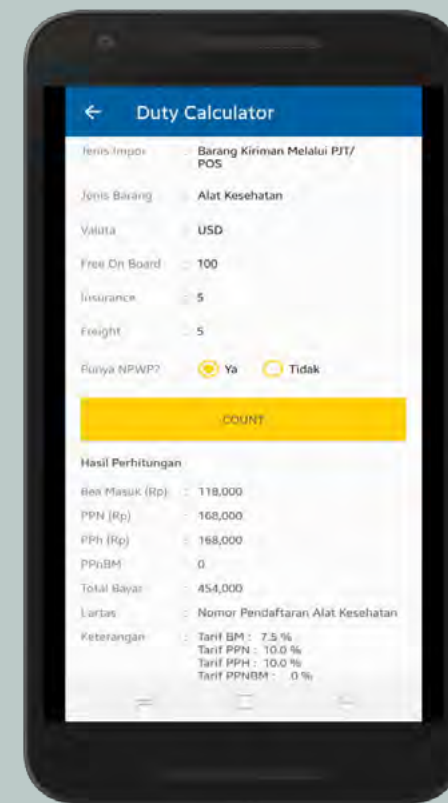 ← Duty Calculator
Jenis Impor : Barang Kiriman Melalui PJT/
POS
Jenis Barang : Alat Kesehatan
Valuta : USD
Free On Board : 100
Insurance : 5
Freight : 5
Punya NPWP? Ya Tidak
COUNT
Hasil Perhitungan
Bea Masuk (Rp) : 118,000
PPN (Rp) : 168,000
PPh (Rp) : 168,000
PPnBM 0
Total Bayar : 454,000
Lartas : Nomor Pendaftaran Alat Kesehatan
Keterangan : Tarif BM : 7.5 %
Tarif PPN : 10.0 %
Tarif PPH : 10.0 %
Tarif PPNBM : 0 %